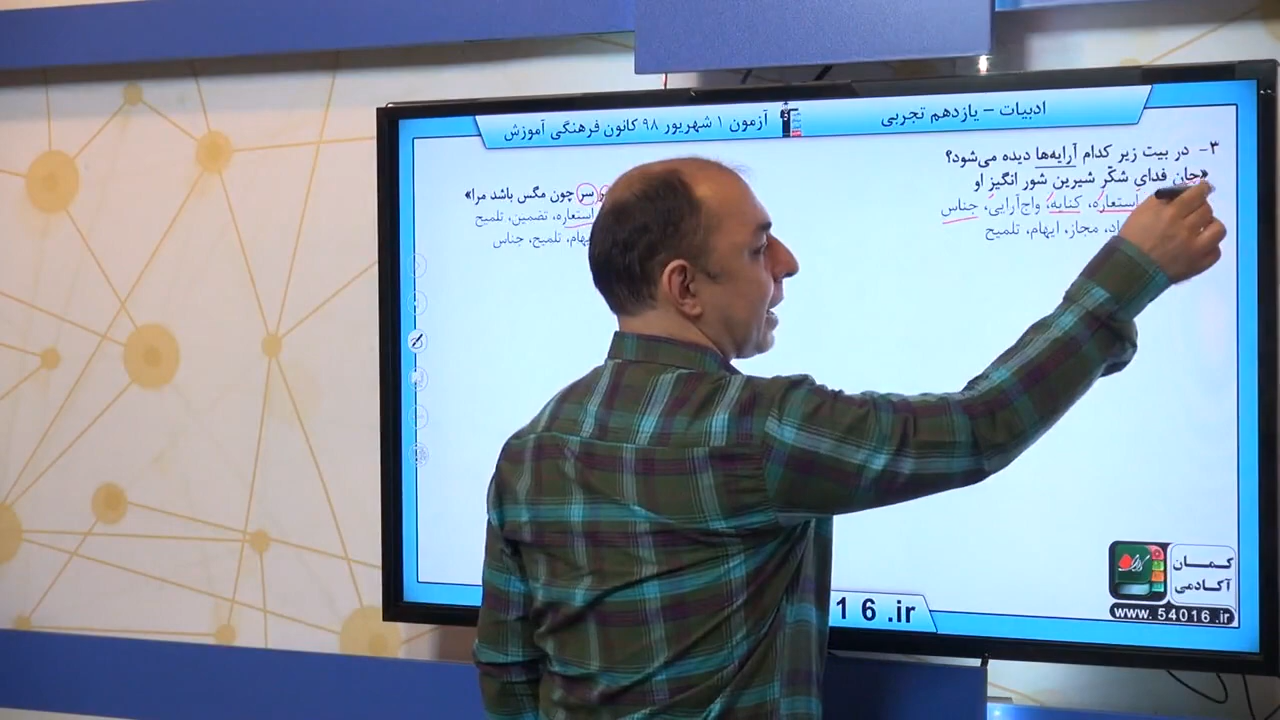 ادبیات – یازدهم تجربی
آزمون ۱ شهریور ۹۸ کانون فرهنگی آموزش
۳- در بیت زیر کدام آرایه‌ها دیده می‌شود؟
«جان فدای شکّر شیرین شور انگیز او
سر چون مگس باشد مرا»
استعاره، کنایه، واج‌آرایی، جناس
استعاره، تضمین، تلمیح
مجاز، ایهام، تلمیح
تلمیح، جناس
کمان
آکادمی
www.54016.ir
16.ir